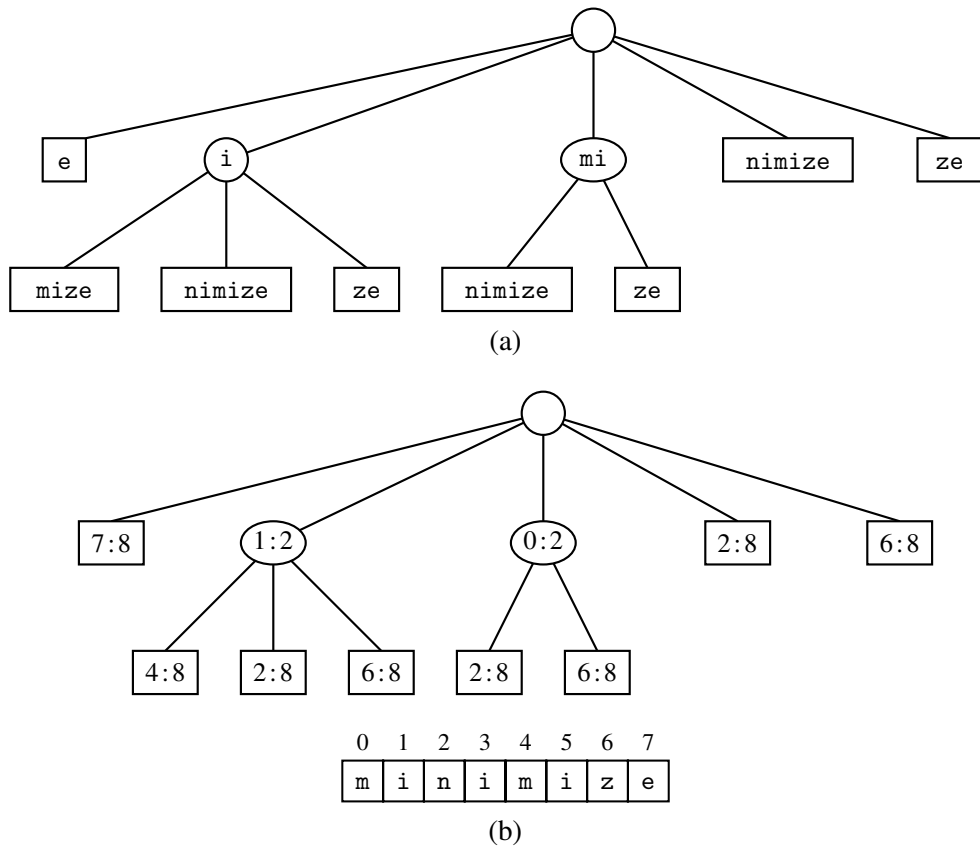 e i mi nimize ze
mize nimize ze nimize ze
(a)
7:8 1:2 0:2 2:8 6:8
4:8 2:8 6:8 2:8 6:8
0 1 2 3 4 5 6 7
m i n i m i z e
(b)